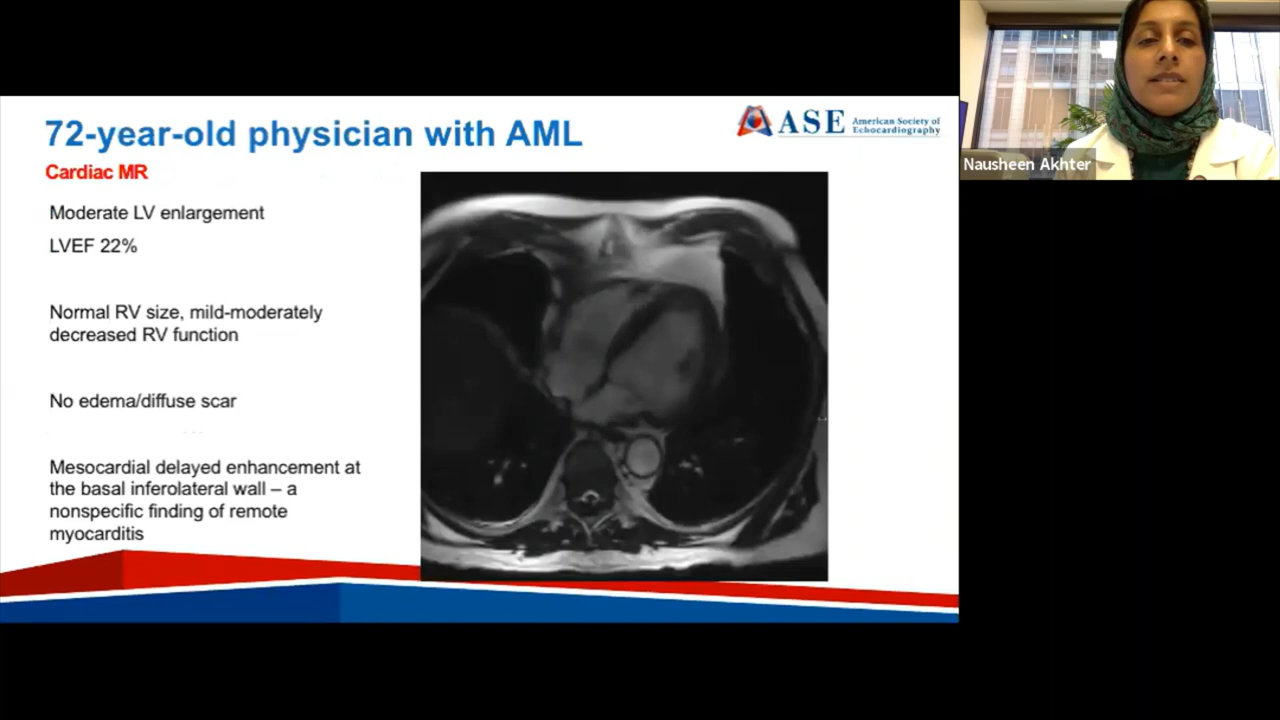 72-year-old physician with AML
ASE American Society of
Echocardiography
Cardiac MR
Moderate LV enlargement
LVEF 22%
Normal RV size, mild-moderately
decreased RV function
No edema/diffuse scar
Mesocardial delayed enhancement at
the basal inferolateral wall – a
nonspecific finding of remote
myocarditis
Nausheen Akhter